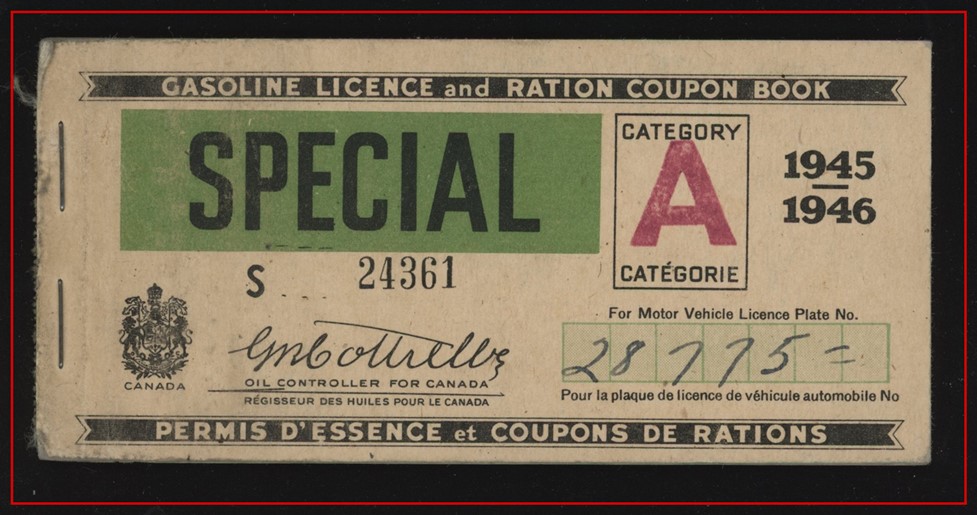 GASOLINE LICENCE and RATION COUPON BOOK
SPECIAL
CATEGORY
A
CATÉGORIE
1945
1946
S 24361
CANADA
GMCottrelle
OIL CONTROLLER FOR CANADA
RÉGISSEUR DES HUILES POUR LE CANADA
For Motor Vehicle Licence Plate No.
28775=
Pour la plaque de licence de véhicule automobile No
PERMIS D'ESSENCE et COUPONS DE RATIONS